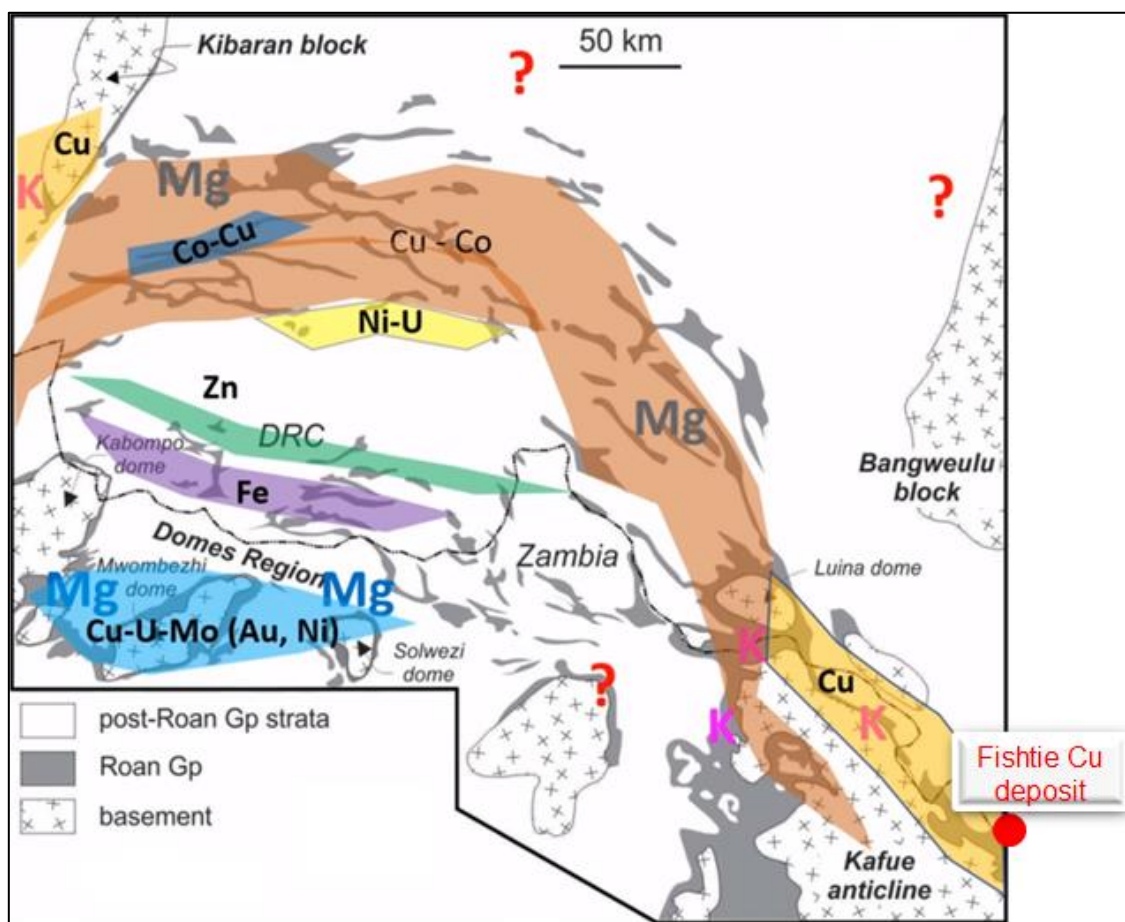 Kibaran block
50 km
?
Cu
K
Mg
?
Co-Cu
Cu - Co
Ni-U
Zn
Mg
DRC
Kabompo
dome
Fe
Bangweulu
block
Domes Region
Zambia
Mwombezhi
dome
Mg
Mg
Luina dome
Cu-U-Mo (Au, Ni)
Solwezi
dome
K
?
Cu
K
K
post-Roan Gp strata
Roan Gp
basement
Fishtie Cu
deposit
Kafue
anticline